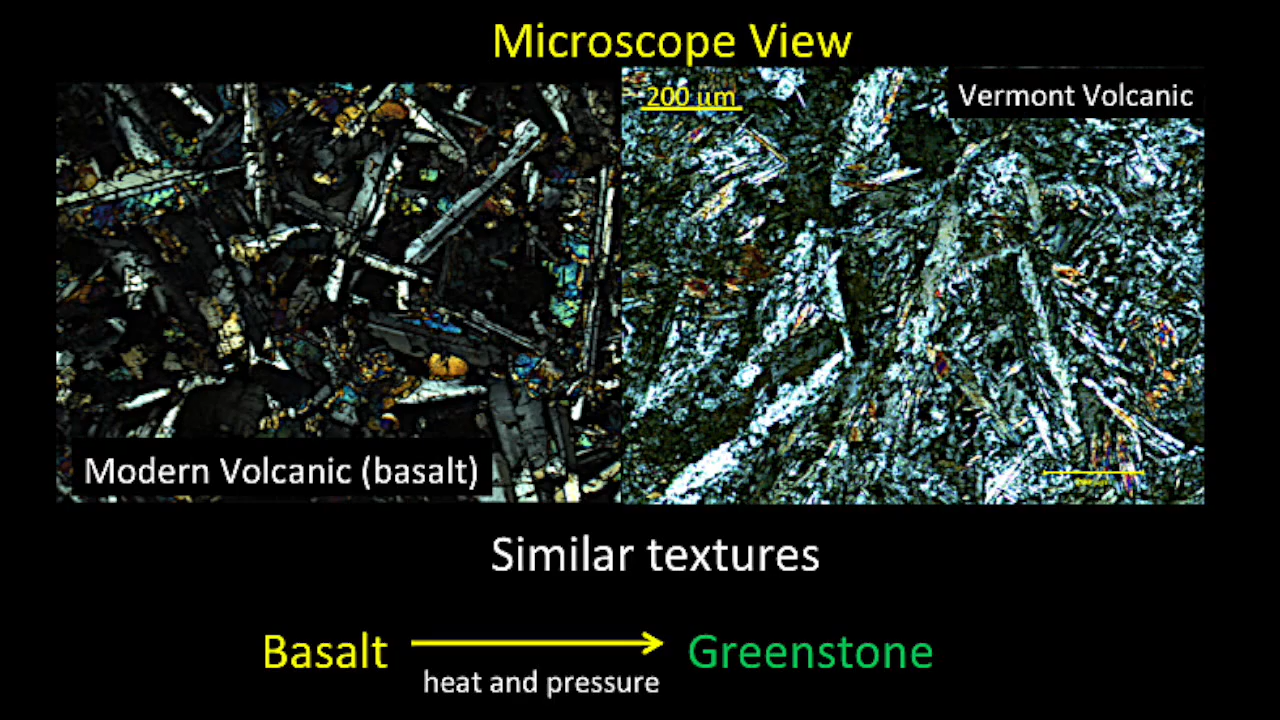 Microscope View
200 µm
Vermont Volcanic
Modern Volcanic (basalt)
Similar textures
Basalt
Greenstone
heat and pressure